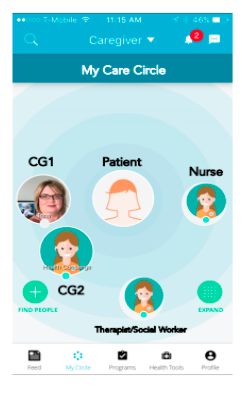 T-Mobile 11:15 AM 46%
Caregiver
2
My Care Circle
CG1 Patient
Nurse
CG2
FIND PEOPLE EXPAND
Therapist/Social Worker
Feed My Circle Programs Health Tools Profile